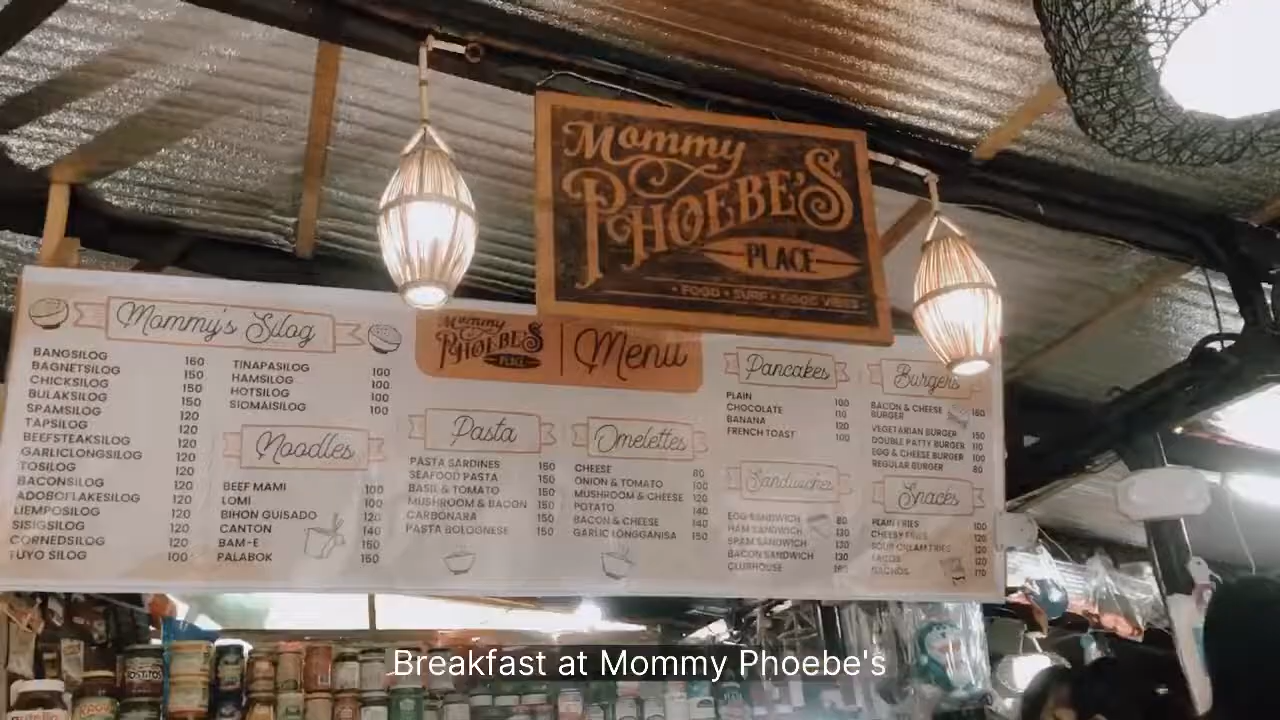 Mommy
PHOEBE'S
PLACE
• FOOD • SURF • GOOD VIBES
Mommy's Silog
BANGSILOG 160
BAGNETSILOG 150
CHICKSILOG 150
BULAKSILOG 150
SPAMSILOG 120
TAPSILOG 120
BEEFSTEAKSILOG 120
GARLICLONGSILOG 120
TOSILOG 120
BACONSILOG 120
ADOBOFLAKESILOG 120
LIEMPOSILOG 120
SISIGSILOG 120
CORNEDSILOG 120
TUYO SILOG 100
TINAPASILOG 100
HAMSILOG 100
HOTSILOG 100
SIOMAISILOG 100
Noodles
BEEF MAMI 100
LOMI 100
BIHON GUISADO 120
CANTON 140
BAM-E 150
PALABOK 150
Mommy
PHOEBE'S
PLACE
Menu
Pasta
PASTA SARDINES 150
SEAFOOD PASTA 150
BASIL & TOMATO 150
MUSHROOM & BACON 150
CARBONARA 150
PASTA BOLOGNESE 150
Omelettes
CHEESE 80
ONION & TOMATO 100
MUSHROOM & CHEESE 120
POTATO 140
BACON & CHEESE 140
GARLIC LONGGANISA 150
Pancakes
PLAIN 100
CHOCOLATE 110
BANANA 120
FRENCH TOAST 100
Sandwiches
EGG SANDWICH 80
HAM SANDWICH 130
SPAM SANDWICH 130
BACON SANDWICH 130
CLUBHOUSE
Burgers
BACON & CHEESE 160
BURGER
VEGETARIAN BURGER 150
DOUBLE PATTY BURGER 110
EGG & CHEESE BURGER 100
REGULAR BURGER 80
Snacks
PLAIN FRIES 100
CHEESY FRIES 120
SOUR CREAM FRIES 120
TACOS 120
NACHOS 170
TOSTITOS
Breakfast at Mommy Phoebe's